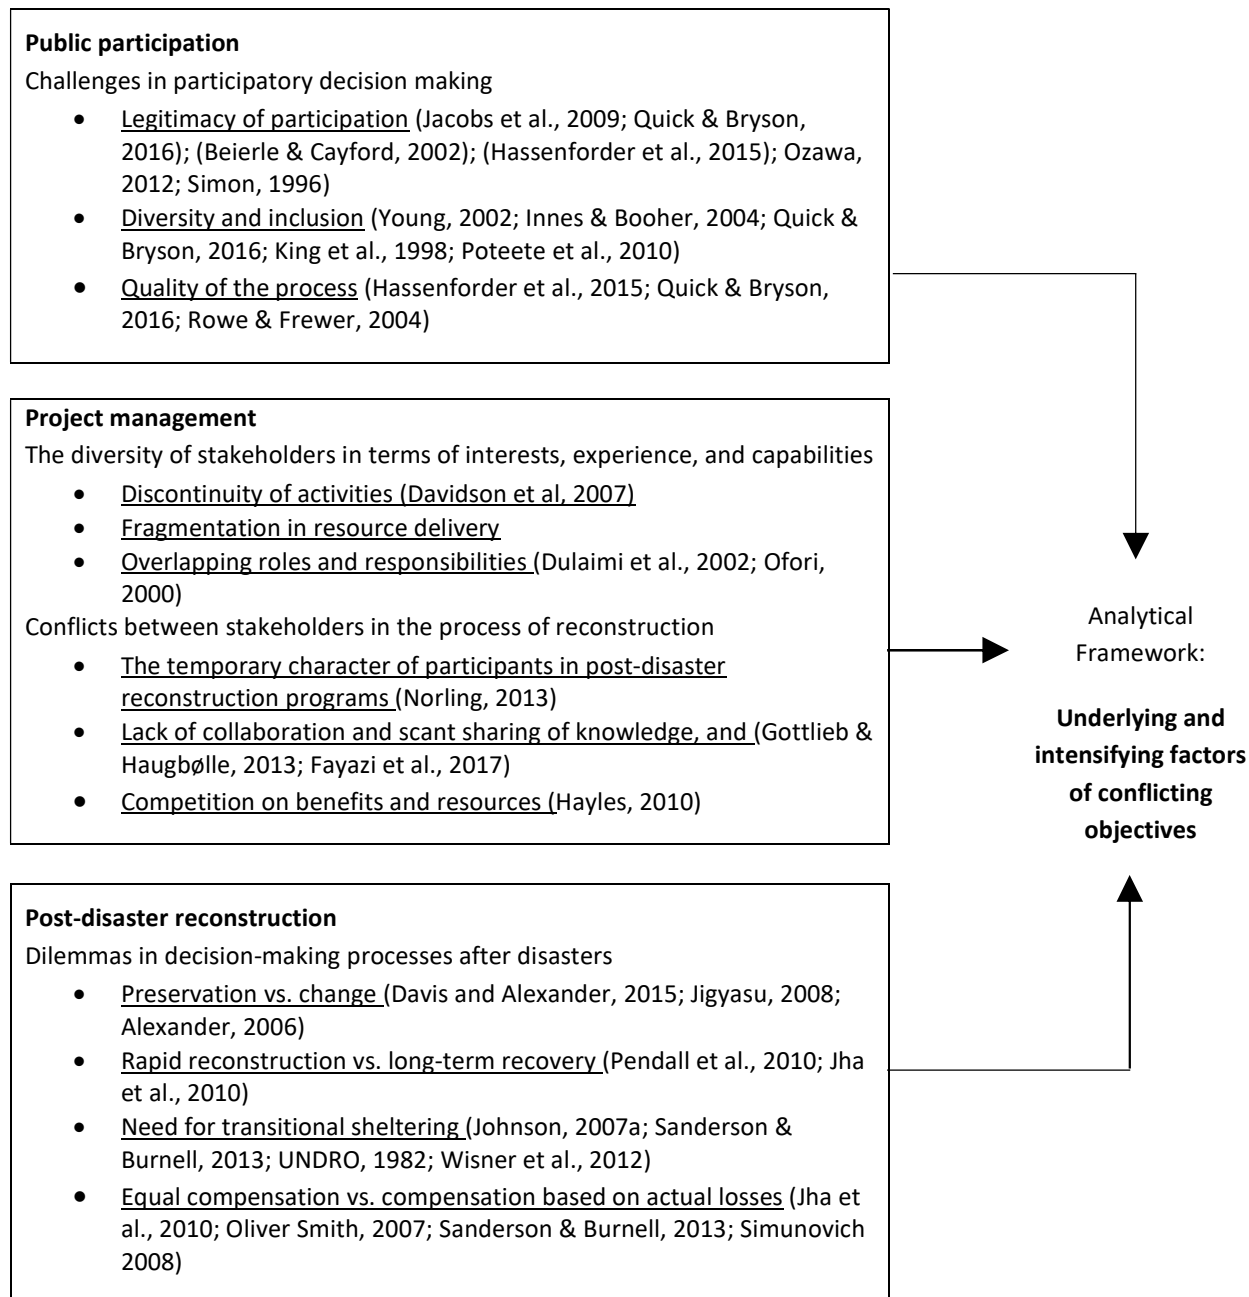 Public participation
Challenges in participatory decision making
• Legitimacy of participation (Jacobs et al., 2009; Quick & Bryson,
2016); (Beierle & Cayford, 2002); (Hassenforder et al., 2015); Ozawa,
2012; Simon, 1996)
• Diversity and inclusion (Young, 2002; Innes & Booher, 2004; Quick &
Bryson, 2016; King et al., 1998; Poteete et al., 2010)
• Quality of the process (Hassenforder et al., 2015; Quick & Bryson,
2016; Rowe & Frewer, 2004)
Project management
The diversity of stakeholders in terms of interests, experience, and capabilities
• Discontinuity of activities (Davidson et al, 2007)
• Fragmentation in resource delivery
• Overlapping roles and responsibilities (Dulaimi et al., 2002; Ofori,
2000)
Conflicts between stakeholders in the process of reconstruction
• The temporary character of participants in post-disaster
reconstruction programs (Norling, 2013)
• Lack of collaboration and scant sharing of knowledge, and (Gottlieb &
Haugbølle, 2013; Fayazi et al., 2017)
• Competition on benefits and resources (Hayles, 2010)
Post-disaster reconstruction
Dilemmas in decision-making processes after disasters
• Preservation vs. change (Davis and Alexander, 2015; Jigyasu, 2008;
Alexander, 2006)
• Rapid reconstruction vs. long-term recovery (Pendall et al., 2010; Jha
et al., 2010)
• Need for transitional sheltering (Johnson, 2007a; Sanderson &
Burnell, 2013; UNDRO, 1982; Wisner et al., 2012)
• Equal compensation vs. compensation based on actual losses (Jha et
al., 2010; Oliver Smith, 2007; Sanderson & Burnell, 2013; Simunovich
2008)
Analytical
Framework:
Underlying and
intensifying factors
of conflicting
objectives